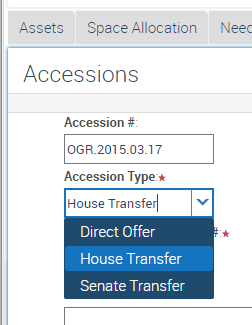 Assets Space Allocation
Accessions
Accession #:
OGR.2015.03.17
Accession Type:★
House Transfer
Direct Offer
#:★
House Transfer
Senate Transfer